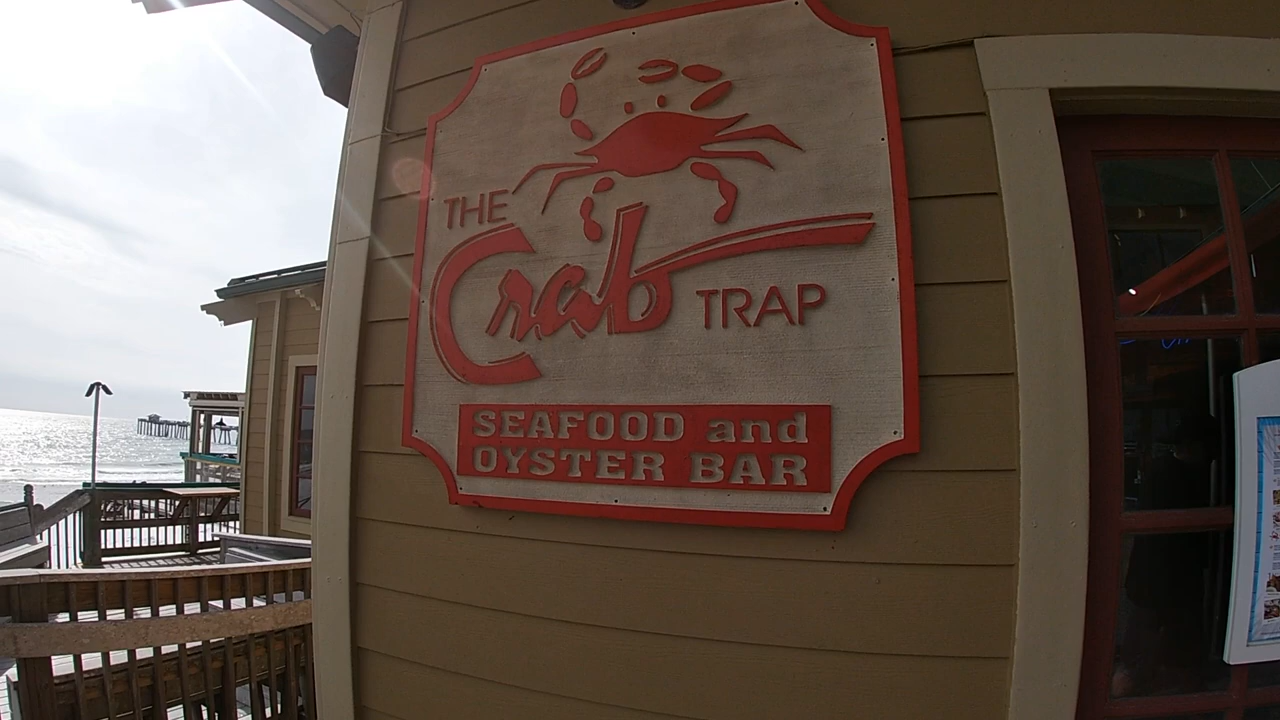 THE
Crab
TRAP
SEAFOOD and
OYSTER BAR